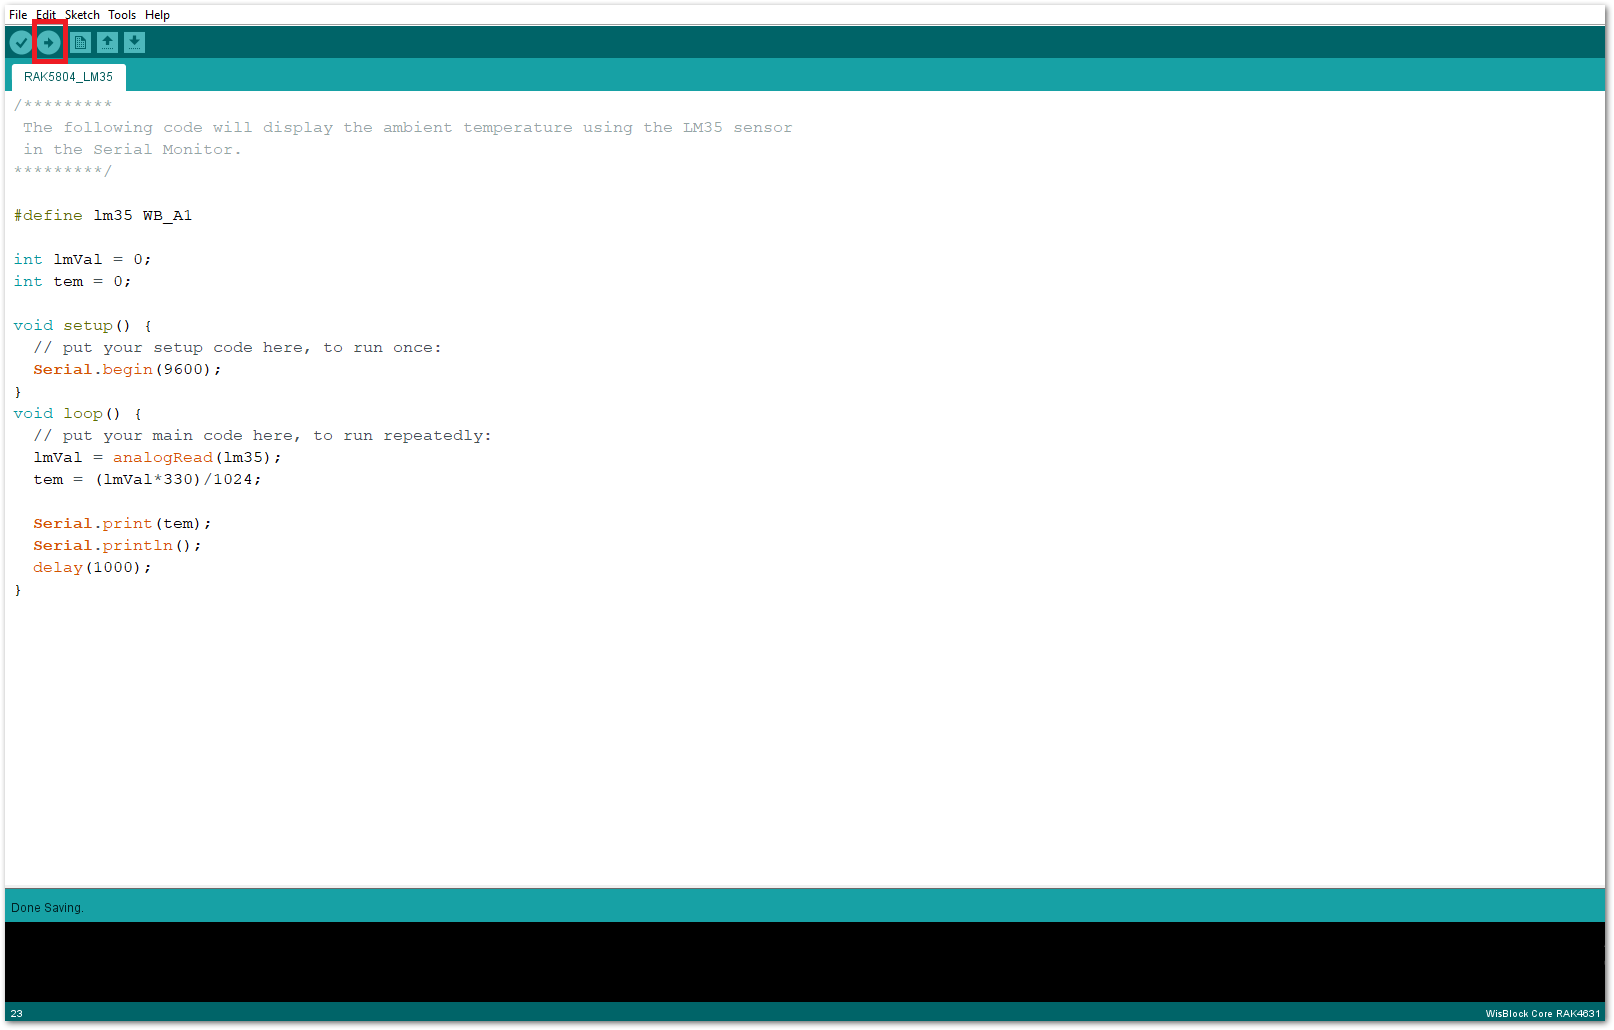 File Edit Sketch Tools Help
RAK5804_LM35
/*********
The following code will display the ambient temperature using the LM35 sensor
in the Serial Monitor.
*********/
#define lm35 WB_A1
int lmVal = 0;
int tem = 0;
void setup() {
// put your setup code here, to run once:
Serial.begin(9600);
}
void loop() {
// put your main code here, to run repeatedly:
lmVal = analogRead(lm35);
tem = (lmVal*330)/1024;
Serial.print(tem);
Serial.println();
delay(1000);
}
Done Saving.
23
WisBlock Core RAK4631